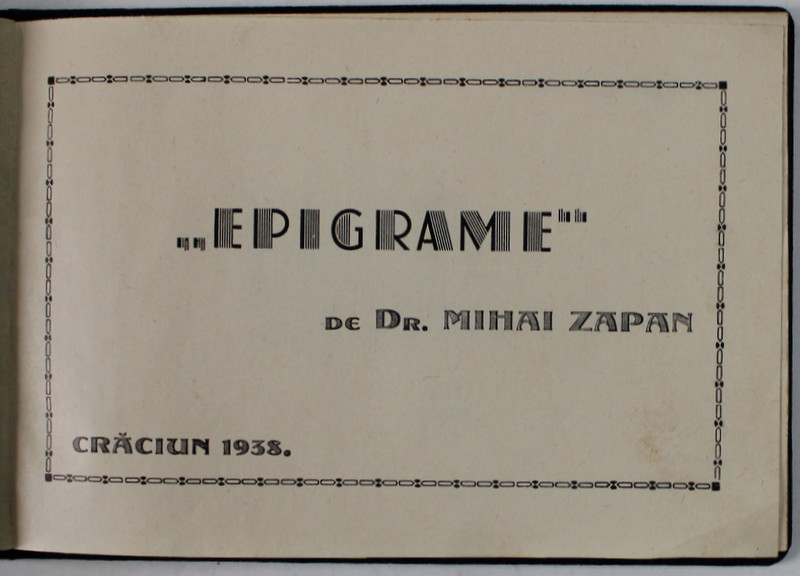 „EPIGRAME"
DE DR. MIHAI ZAPAN
CRĂCIUN 1938.